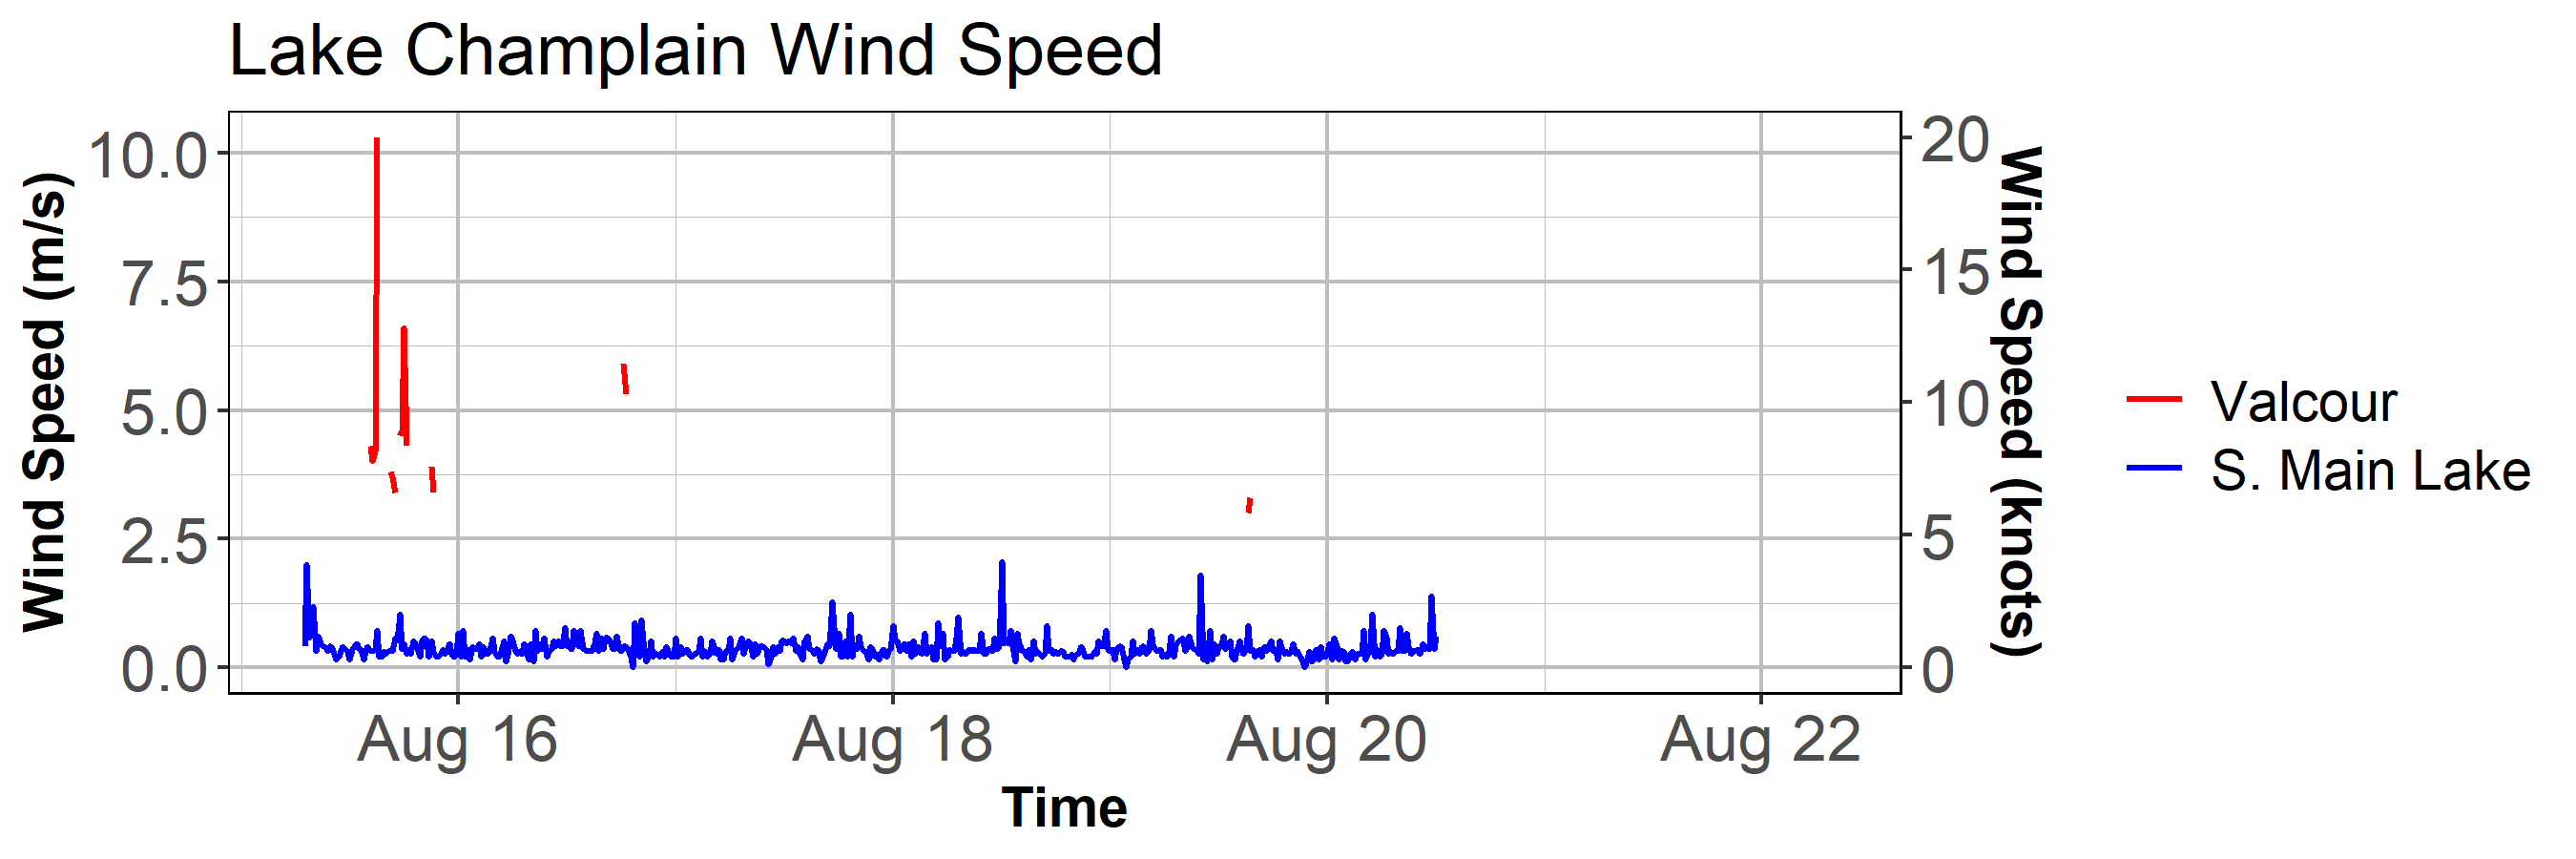 Lake Champlain Wind Speed
Wind Speed (m/s)
10.0
7.5
5.0
2.5
0.0
20
15
10
5
0
Wind Speed (knots)
Aug 16
Aug 18
Aug 20
Aug 22
Time
Valcour
S. Main Lake